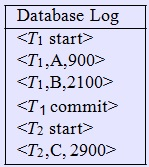 Database Log
<T1 start>
<T1,A,900>
<T1,B,2100>
<T1 commit>
<T2 start>
<T2,C, 2900>